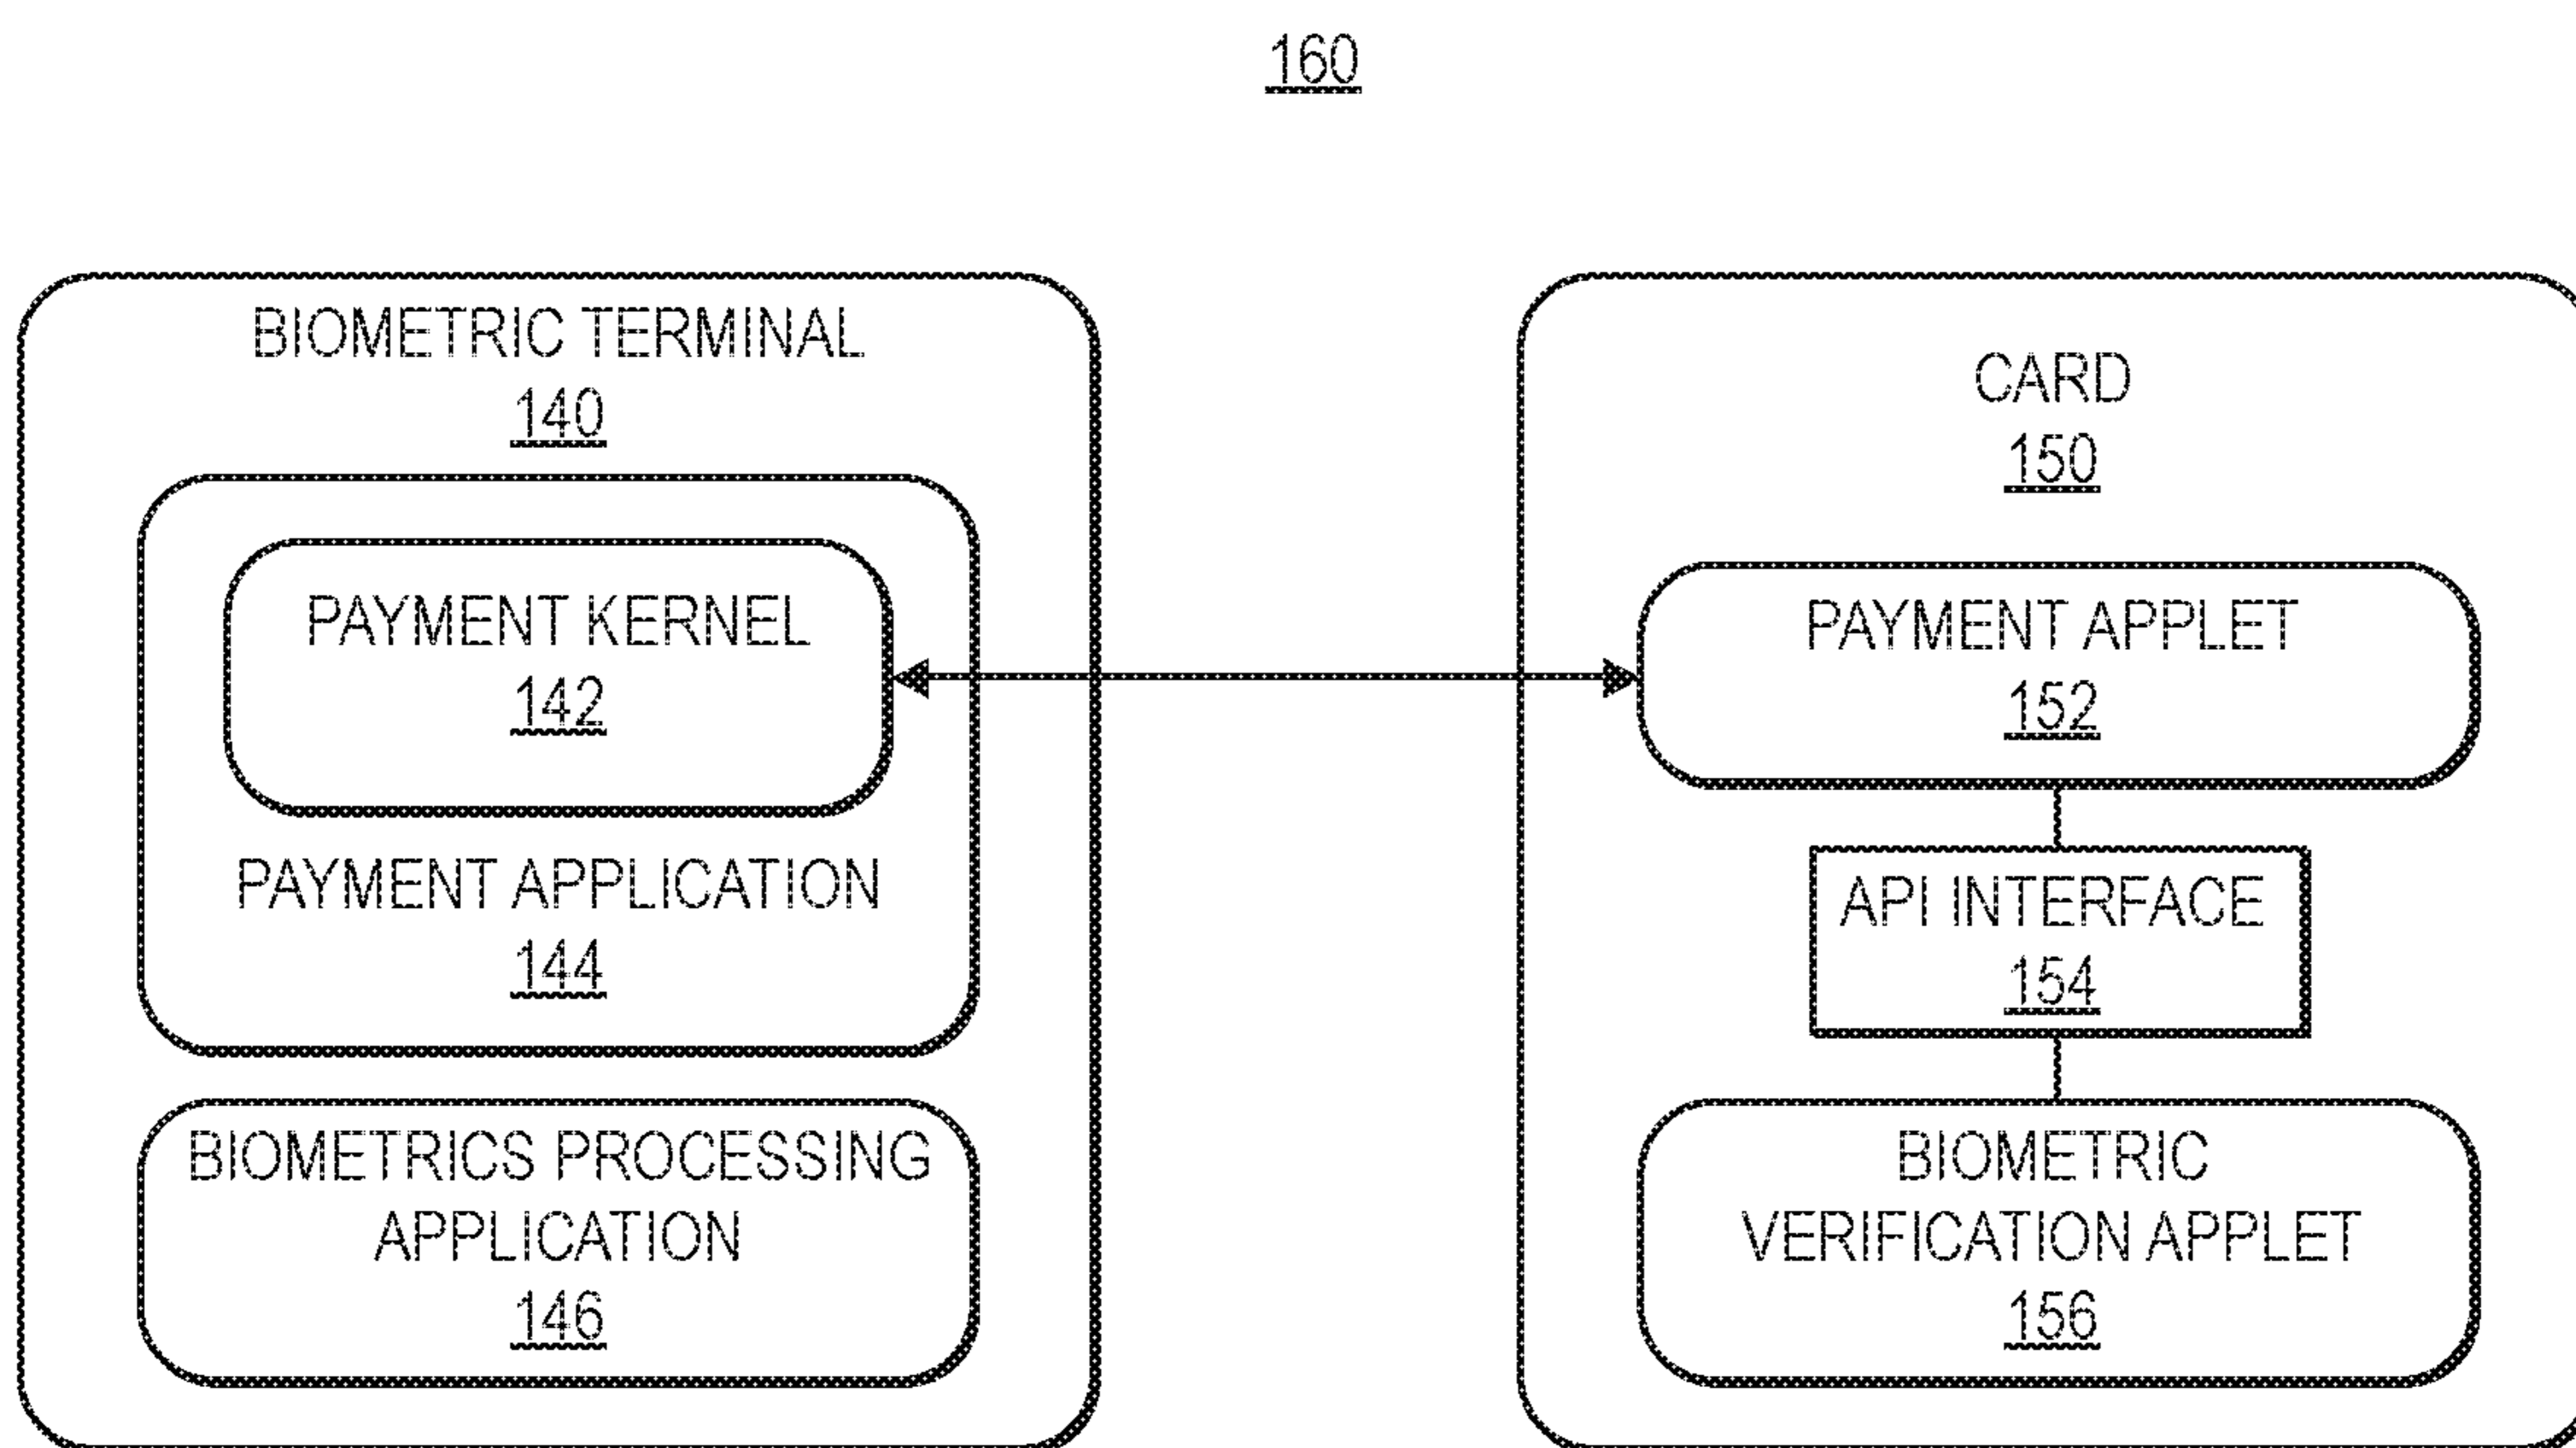 160
BIOMETRIC TERMINAL
140
PAYMENT KERNEL
142
PAYMENT APPLICATION
144
BIOMETRICS PROCESSING
APPLICATION
146
CARD
150
PAYMENT APPLET
152
API INTERFACE
154
BIOMETRIC
VERIFICATION APPLET
156